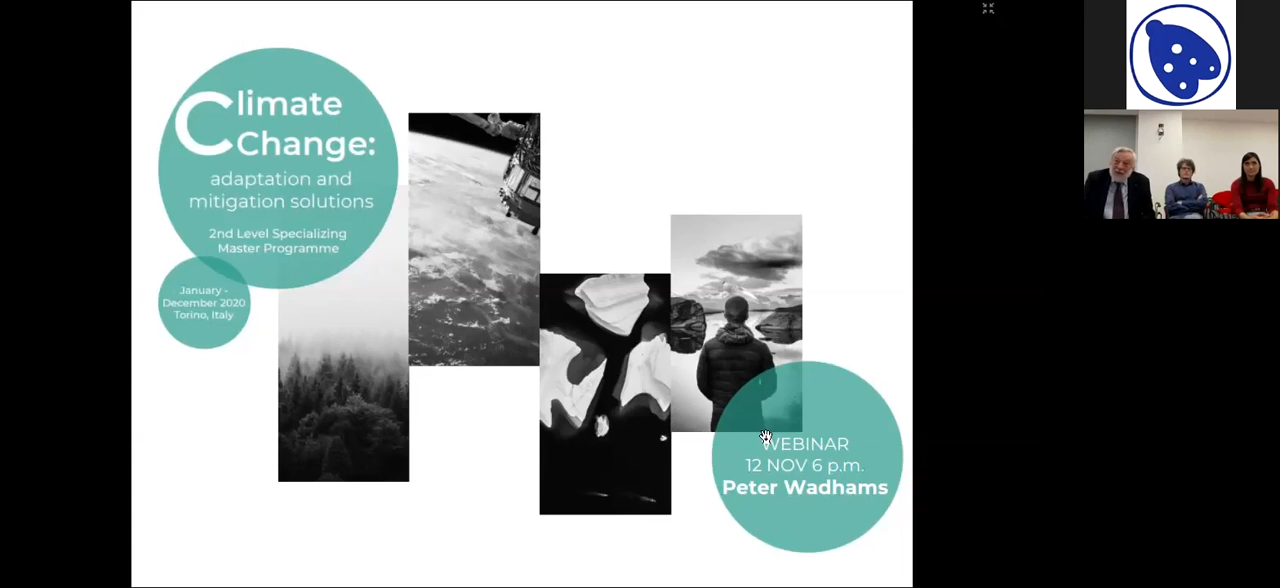 Climate
Change:
adaptation and
mitigation solutions
2nd Level Specializing
Master Programme
January -
December 2020
Torino, Italy
WEBINAR
12 NOV 6 p.m.
Peter Wadhams